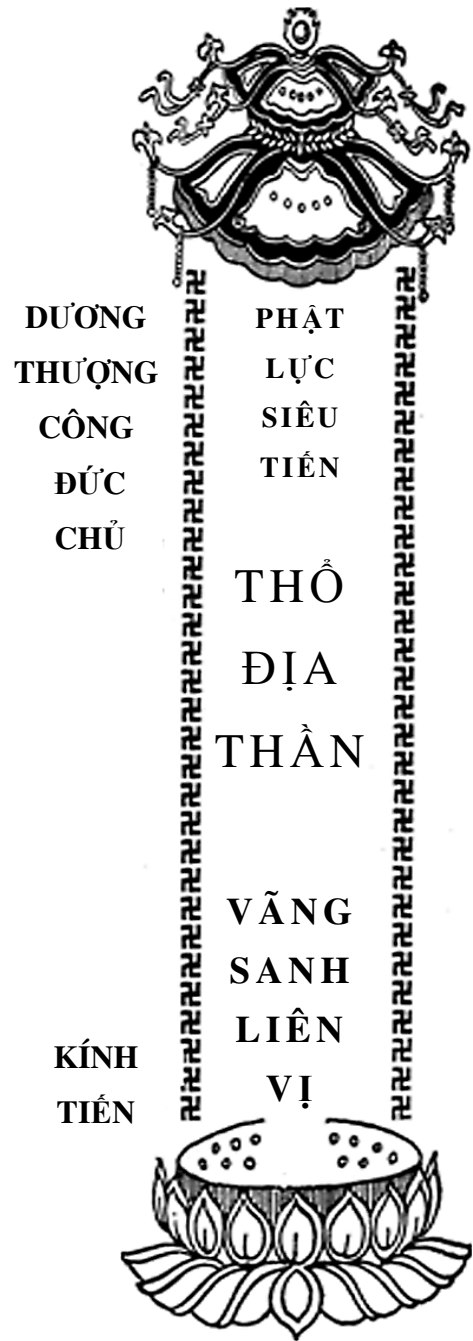 DƯƠNG
THƯỢNG
CÔNG
ĐỨC
CHỦ
KÍNH
TIẾN
PHẬT
LỰC
SIÊU
TIẾN
THỔ
ĐỊA
THẦN
VÃNG
SANH
LIÊN
VỊ